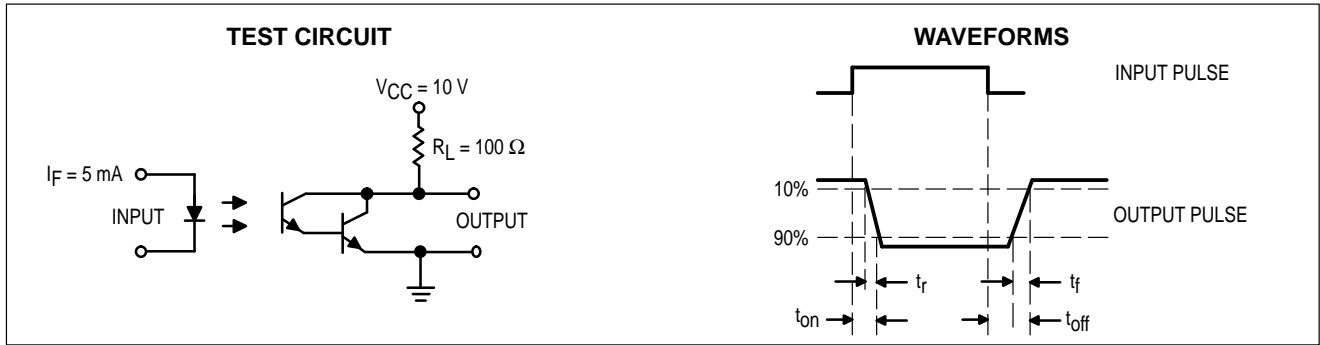 TEST CIRCUIT
VCC = 10 V
RL = 100 Ω
IF = 5 mA
INPUT
OUTPUT
WAVEFORMS
INPUT PULSE
10%
OUTPUT PULSE
90%
tr
tf
ton
toff